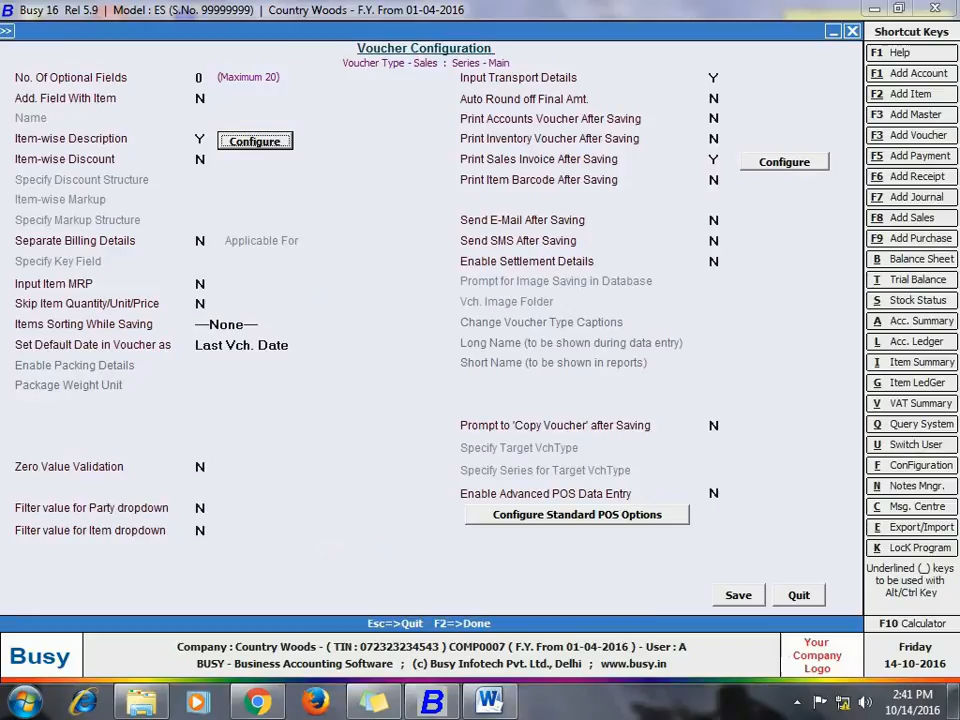 B Busy 16 Rel 5.9 | Model : ES (S.No. 99999999) | Country Woods - F.Y. From 01-04-2016
>>
Voucher Configuration
Voucher Type - Sales : Series - Main
No. Of Optional Fields 0 (Maximum 20)
Add. Field With Item N
Name
Item-wise Description Y Configure
Item-wise Discount N
Specify Discount Structure
Item-wise Markup
Specify Markup Structure
Separate Billing Details N Applicable For
Specify Key Field
Input Item MRP N
Skip Item Quantity/Unit/Price N
Items Sorting While Saving —None—
Set Default Date in Voucher as Last Vch. Date
Enable Packing Details
Package Weight Unit
Zero Value Validation N
Filter value for Party dropdown N
Filter value for Item dropdown N
Input Transport Details Y
Auto Round off Final Amt. N
Print Accounts Voucher After Saving N
Print Inventory Voucher After Saving N
Print Sales Invoice After Saving Y Configure
Print Item Barcode After Saving N
Send E-Mail After Saving N
Send SMS After Saving N
Enable Settlement Details N
Prompt for Image Saving in Database
Vch. Image Folder
Change Voucher Type Captions
Long Name (to be shown during data entry)
Short Name (to be shown in reports)
Prompt to 'Copy Voucher' after Saving N
Specify Target VchType
Specify Series for Target VchType
Enable Advanced POS Data Entry N
Configure Standard POS Options
Save Quit
Shortcut Keys
F1 Help
F1 Add Account
F2 Add Item
F3 Add Master
F3 Add Voucher
F5 Add Payment
F6 Add Receipt
F7 Add Journal
F8 Add Sales
F9 Add Purchase
B Balance Sheet
T Trial Balance
S Stock Status
A Acc. Summary
L Acc. Ledger
I Item Summary
G Item LedGer
V VAT Summary
Q Query System
U Switch User
F ConFiguration
N Notes Mngr.
C Msg. Centre
E Export/Import
K LocK Program
Underlined (_) keys
to be used with
Alt/Ctrl Key
Esc=>Quit F2=>Done
F10 Calculator
Busy
Company : Country Woods - ( TIN : 072323234543 ) COMP0007 ( F.Y. From 01-04-2016 ) - User : A
BUSY - Business Accounting Software ; (c) Busy Infotech Pvt. Ltd., Delhi ; www.busy.in
Your
Company
Logo
Friday
14-10-2016
2:41 PM
10/14/2016